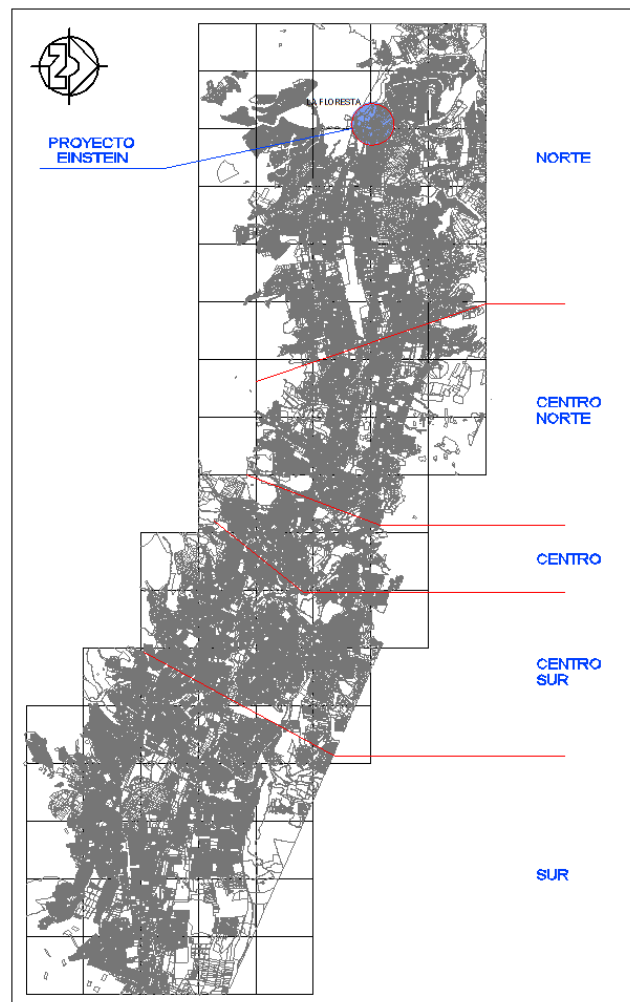 N
LA FLORESTA
PROYECTO
EINSTEIN
NORTE
CENTRO
NORTE
CENTRO
CENTRO
SUR
SUR